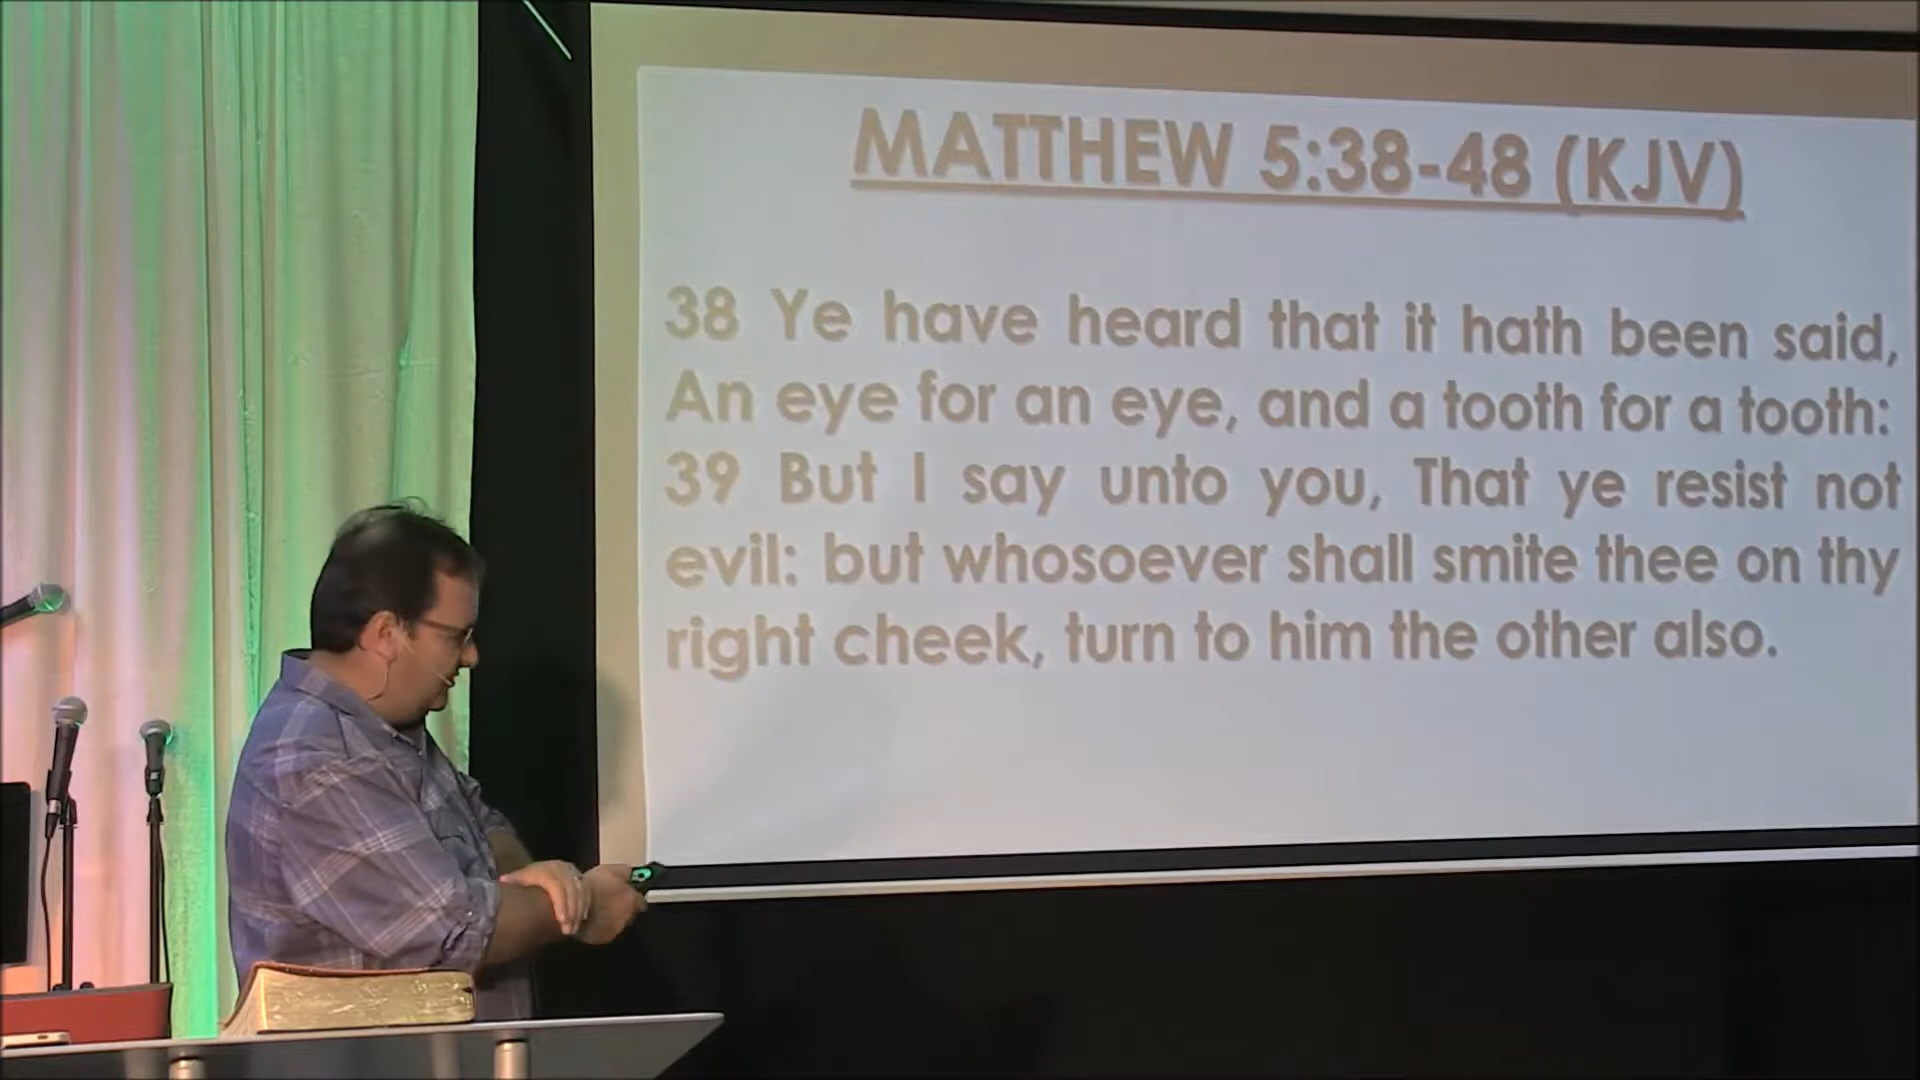 MATTHEW 5:38-48 (KJV)
38 Ye have heard that it hath been said,
An eye for an eye, and a tooth for a tooth:
39 But I say unto you, That ye resist not
evil: but whosoever shall smite thee on thy
right cheek, turn to him the other also.